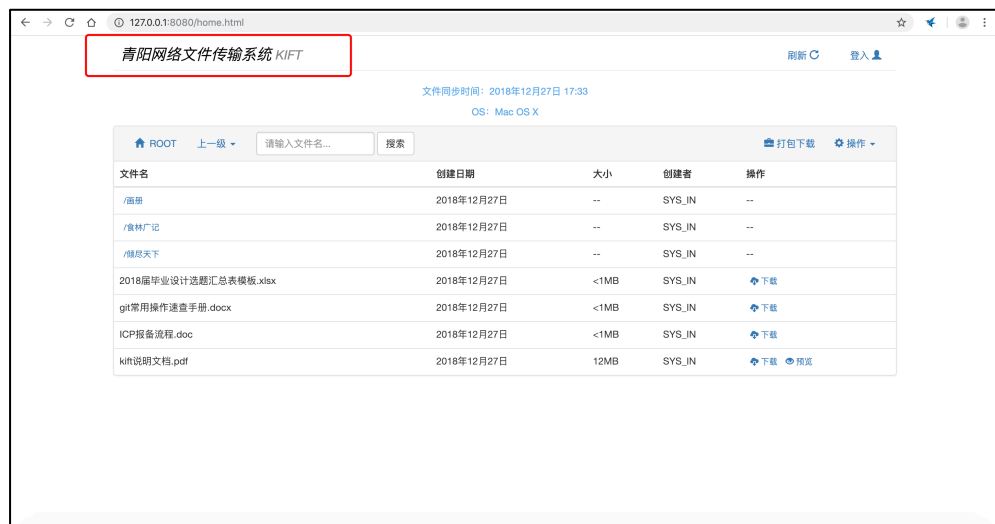 127.0.0.1:8080/home.html
青阳网络文件传输系统 KIFT
刷新 登入
文件同步时间：2018年12月27日 17:33
OS：Mac OS X
ROOT 上一级 请输入文件名... 搜索 打包下载 操作
文件名 创建日期 大小 创建者 操作
/画册 2018年12月27日 -- SYS_IN --
/食林广记 2018年12月27日 -- SYS_IN --
/倾尽天下 2018年12月27日 -- SYS_IN --
2018届毕业设计选题汇总表模板.xlsx 2018年12月27日 <1MB SYS_IN 下载
git常用操作速查手册.docx 2018年12月27日 <1MB SYS_IN 下载
ICP报备流程.doc 2018年12月27日 <1MB SYS_IN 下载
kift说明文档.pdf 2018年12月27日 12MB SYS_IN 下载 预览